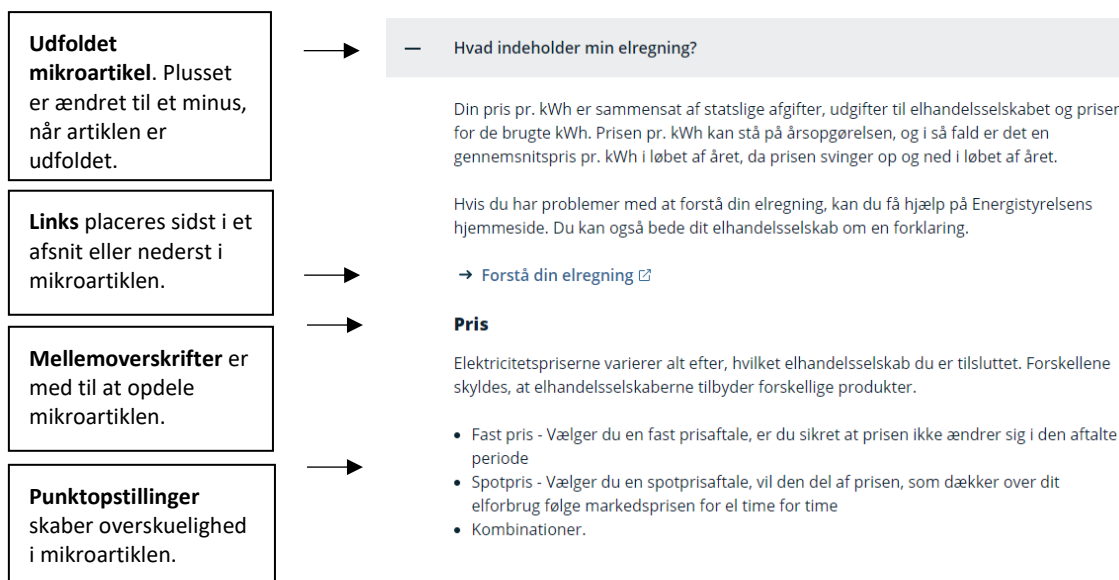 Udfoldet
mikroartikel. Plusset
er ændret til et minus,
når artiklen er
udfoldet.
Links placeres sidst i et
afsnit eller nederst i
mikroartiklen.
Mellemoverskrifter er
med til at opdele
mikroartiklen.
Punktopstillinger
skaber overskuelighed
i mikroartiklen.
Hvad indeholder min elregning?
Din pris pr. kWh er sammensat af statslige afgifter, udgifter til elhandelsselskabet og prisen
for de brugte kWh. Prisen pr. kWh kan stå på årsopgørelsen, og i så fald er det en
gennemsnitspris pr. kWh i løbet af året, da prisen svinger op og ned i løbet af året.
Hvis du har problemer med at forstå din elregning, kan du få hjælp på Energistyrelsens
hjemmeside. Du kan også bede dit elhandelsselskab om en forklaring.
→ Forstå din elregning
Pris
Elektricitetspriserne varierer alt efter, hvilket elhandelsselskab du er tilsluttet. Forskellene
skyldes, at elhandelsselskaberne tilbyder forskellige produkter.
• Fast pris - Vælger du en fast prisaftale, er du sikret at prisen ikke ændrer sig i den aftalte
periode
• Spotpris - Vælger du en spotprisaftale, vil den del af prisen, som dækker over dit
elforbrug følge markedsprisen for el time for time
• Kombinationer.